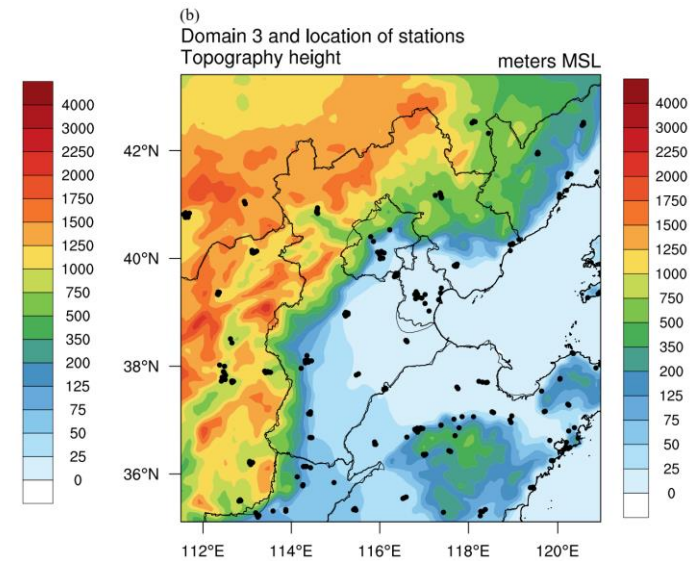 (b)
Domain 3 and location of stations
Topography height
meters MSL
4000
3000
2250
2000
1750
1500
1250
1000
750
500
350
200
125
75
50
25
0
42°N
40°N
38°N
36°N
112°E
114°E
116°E
118°E
120°E
4000
3000
2250
2000
1750
1500
1250
1000
750
500
350
200
125
75
50
25
0